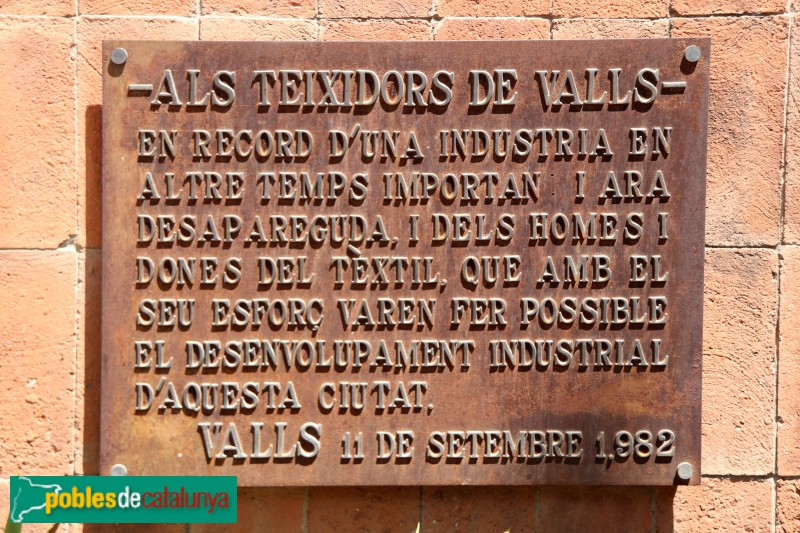 -ALS TEIXIDORS DE VALLS-
EN RECORD D'UNA INDUSTRIA EN
ALTRE TEMPS IMPORTAN I ARA
DESAPAREGUDA, I DELS HOMES I
DONES DEL TÈXTIL, QUE AMB EL
SEU ESFORÇ VAREN FER POSSIBLE
EL DESENVOLUPAMENT INDUSTRIAL
D'AQUESTA CIUTAT.
VALLS 11 DE SETEMBRE 1.982
poblesdecatalunya